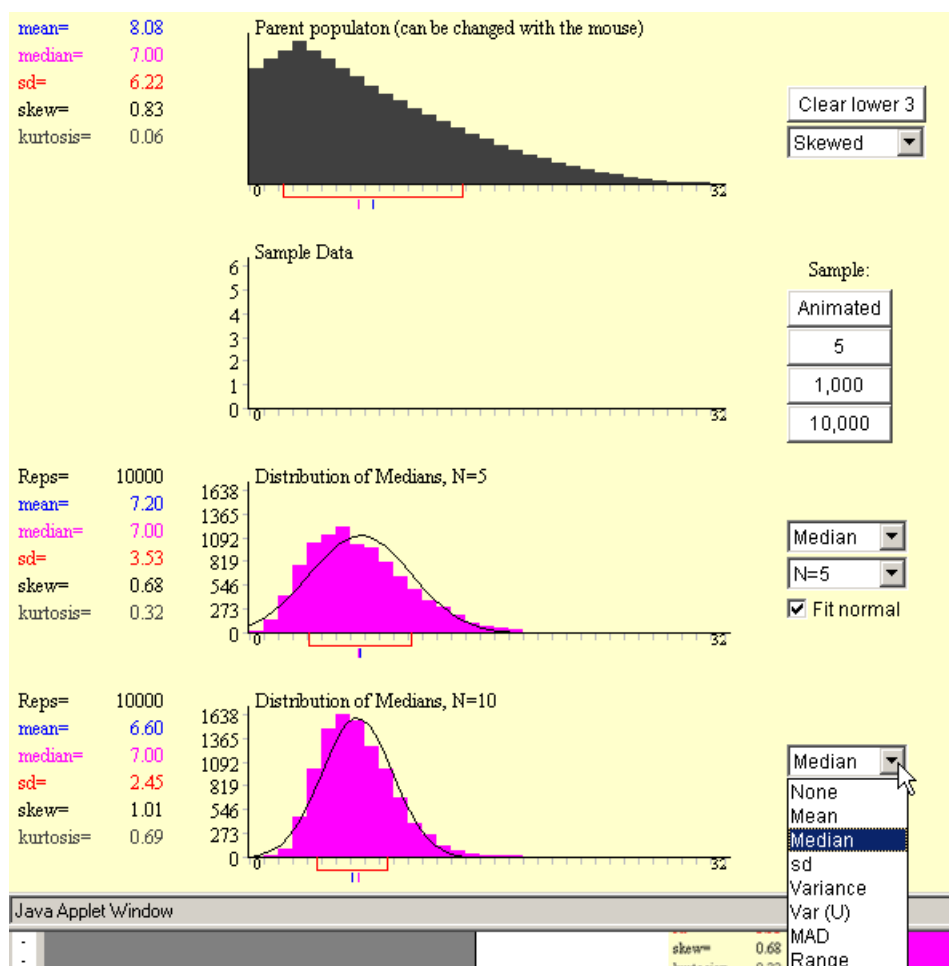 mean= 8.08
median= 7.00
sd= 6.22
skew= 0.83
kurtosis= 0.06
Parent populaton (can be changed with the mouse)
0 32
Clear lower 3
Skewed
Sample Data
6
5
4
3
2
1
0
0 32
Sample:
Animated
5
1,000
10,000
Reps= 10000
mean= 7.20
median= 7.00
sd= 3.53
skew= 0.68
kurtosis= 0.32
Distribution of Medians, N=5
1638
1365
1092
819
546
273
0
0 32
Median
N=5
Fit normal
Reps= 10000
mean= 6.60
median= 7.00
sd= 2.45
skew= 1.01
kurtosis= 0.69
Distribution of Medians, N=10
1638
1365
1092
819
546
273
0
0 32
Median
None
Mean
Median
sd
Variance
Var (U)
MAD
Range
Java Applet Window
skew= 0.68